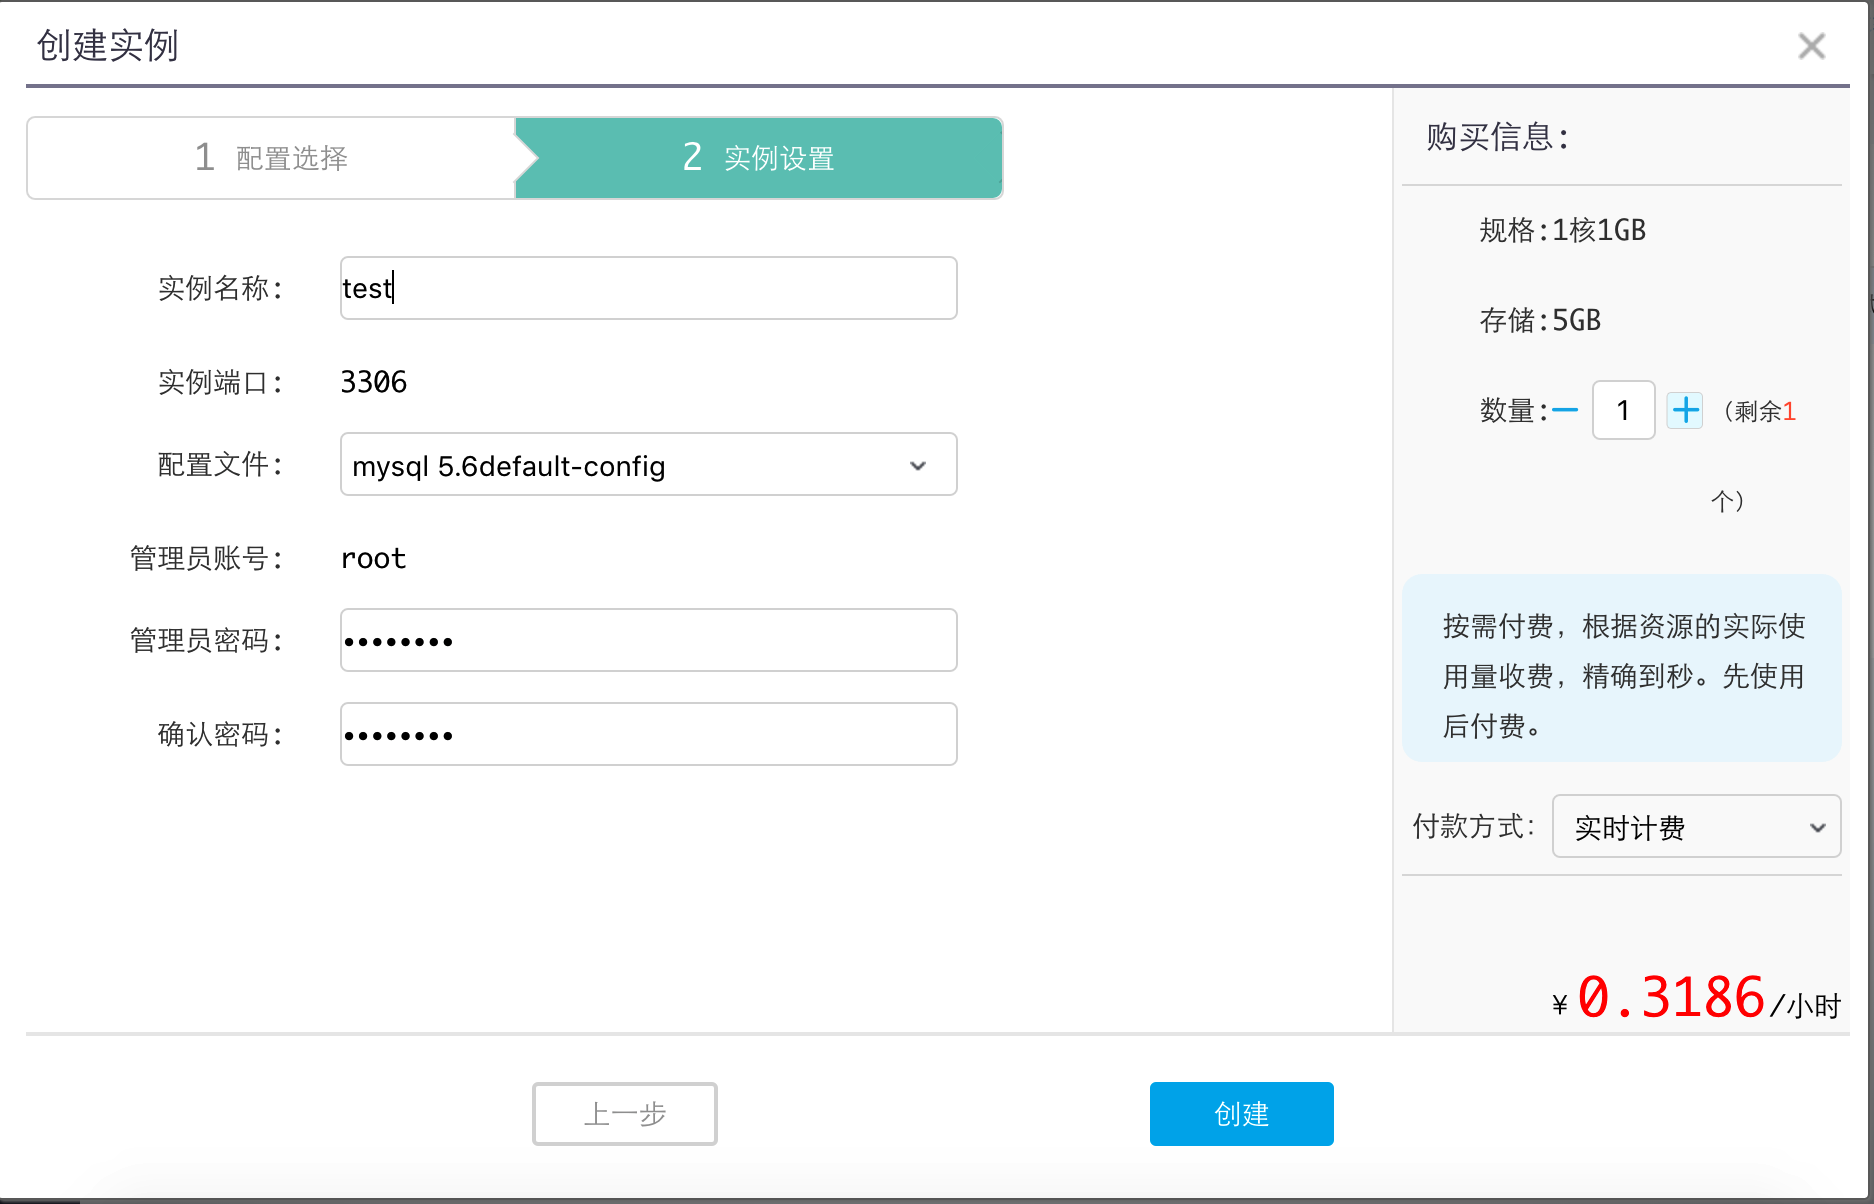 创建实例
1 配置选择
2 实例设置
实例名称：
test
实例端口：
3306
配置文件：
mysql 5.6default-config
管理员账号：
root
管理员密码：
••••••••
确认密码：
••••••••
购买信息：
规格:1核1GB
存储:5GB
数量: 1 （剩余1
个）
按需付费，根据资源的实际使
用量收费，精确到秒。先使用
后付费。
付款方式：
实时计费
¥ 0.3186/小时
上一步
创建